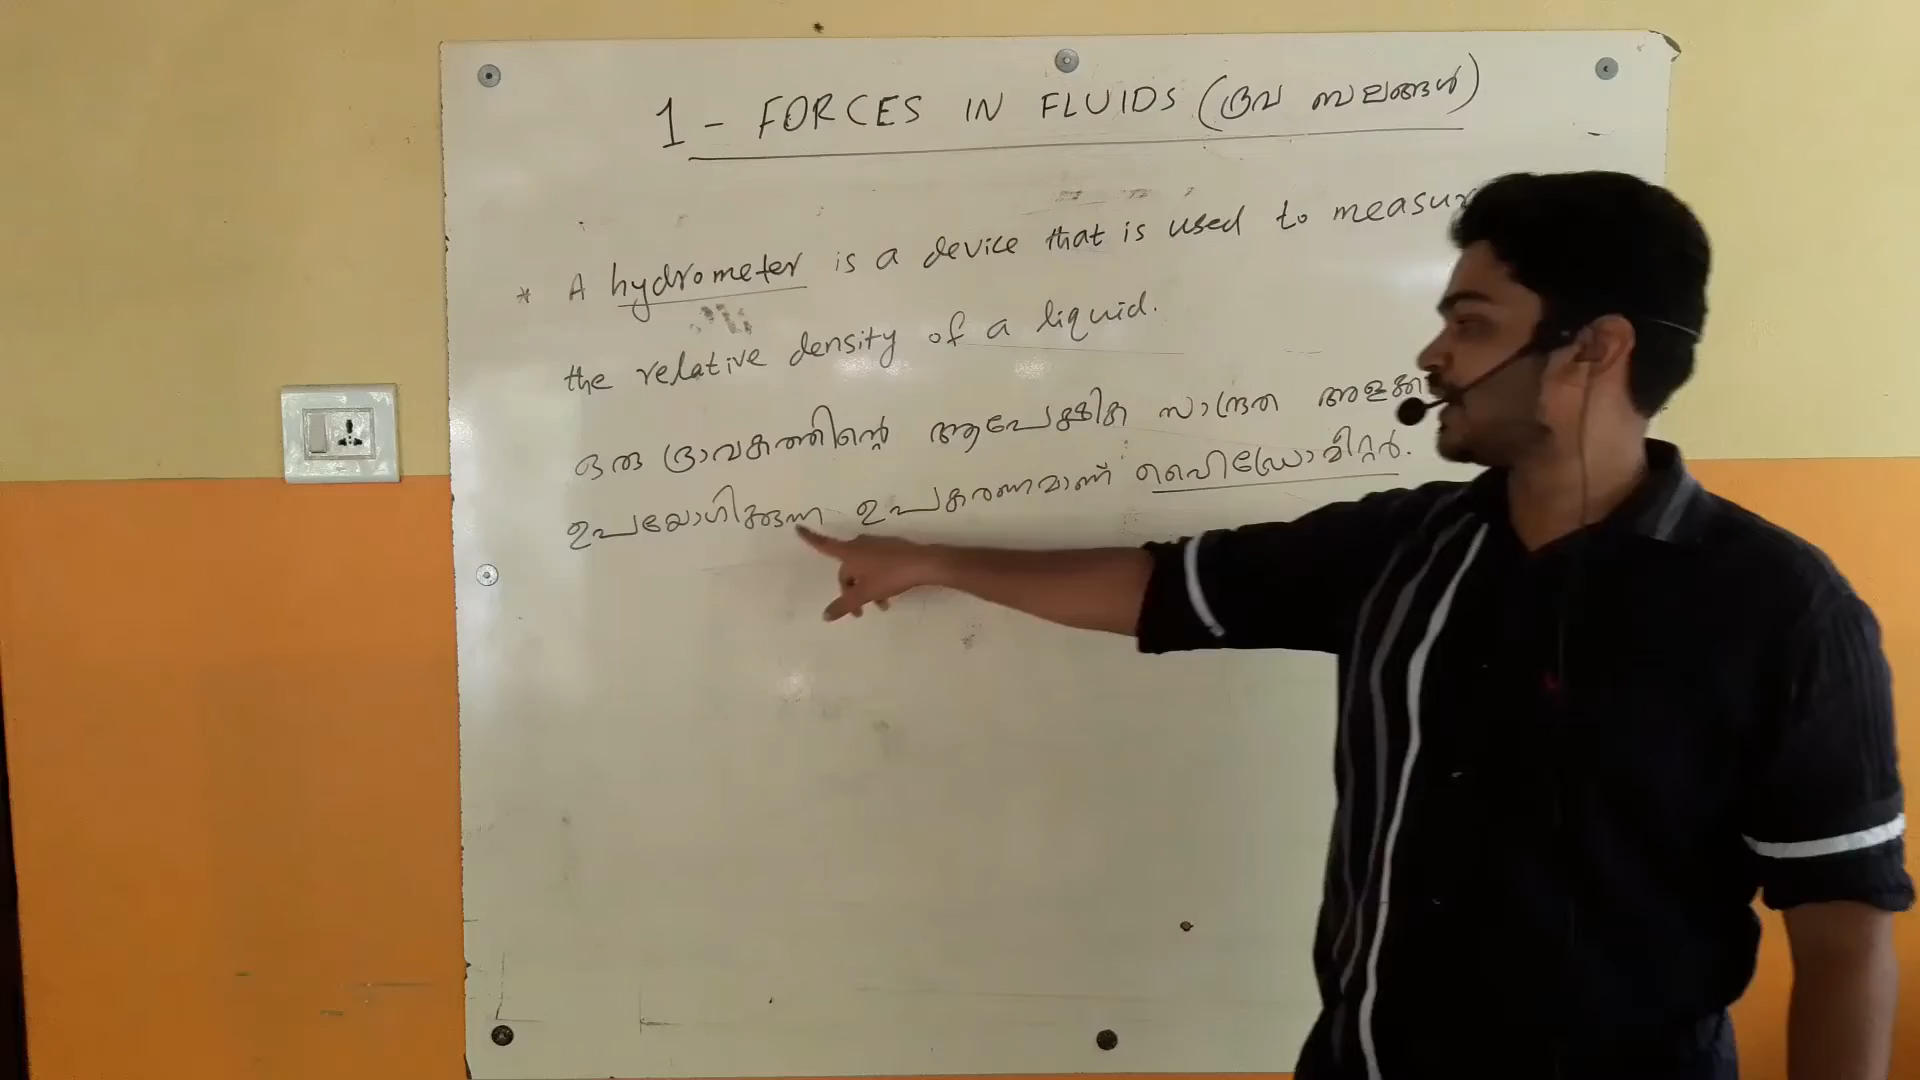 1 - FORCES IN FLUIDS (ദ്രവ ബലങ്ങൾ)
* A hydrometer is a device that is used to measur
the relative density of a liquid.
ഒരു ദ്രാവകത്തിന്റെ ആപേക്ഷിക സാന്ദ്രത അളക്കാ
ഉപയോഗിക്കുന്ന ഉപകരണമാണ് ഹൈഡ്രോമീറ്റർ.